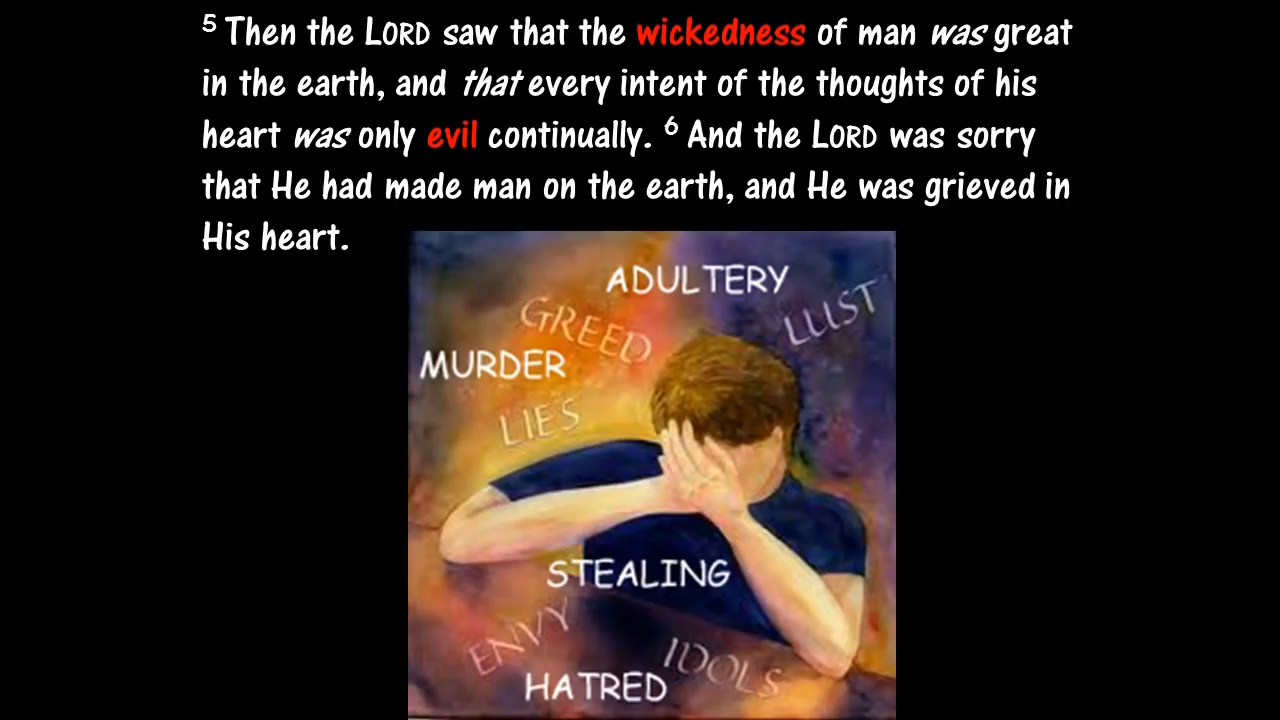 5 Then the LORD saw that the wickedness of man was great
in the earth, and that every intent of the thoughts of his
heart was only evil continually. 6 And the LORD was sorry
that He had made man on the earth, and He was grieved in
His heart.
ADULTERY
GREED
LUST
MURDER
LIES
STEALING
ENVY
IDOLS
HATRED